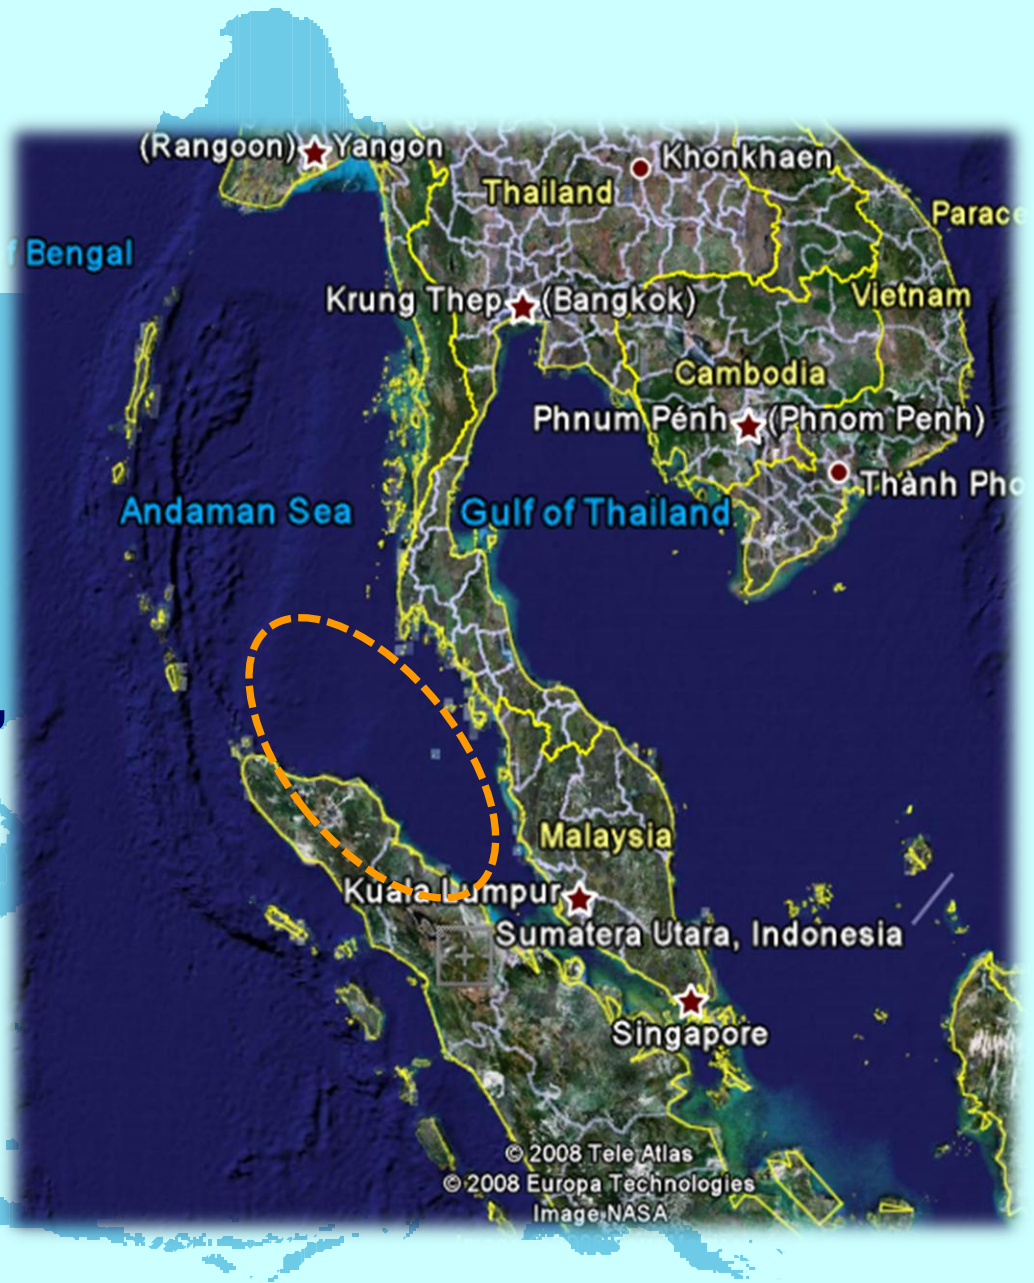 (Rangoon) Yangon
Khonkhaen
Thailand
Parace
f Bengal
Krung Thep (Bangkok)
Vietnam
Cambodia
Phnum Pénh (Phnom Penh)
Thành Pho
Andaman Sea
Gulf of Thailand
Malaysia
Kuala Lumpur
Sumatera Utara, Indonesia
Singapore
© 2008 Tele Atlas
© 2008 Europa Technologies
Image NASA